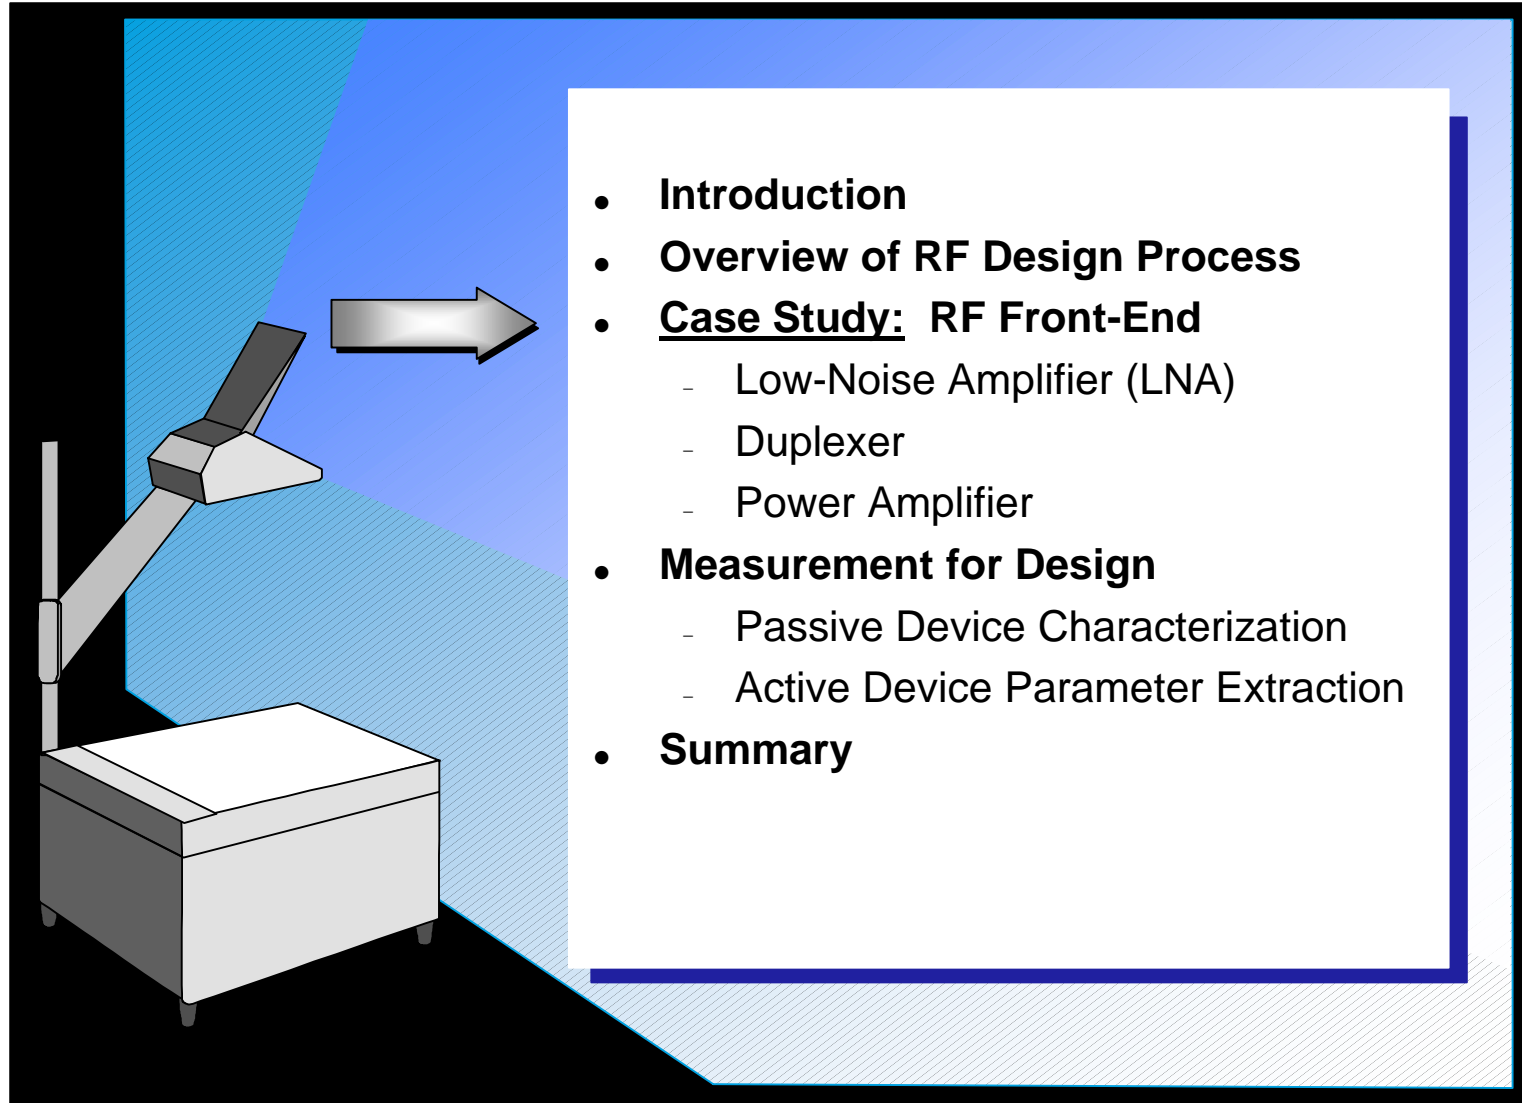 ● Introduction
● Overview of RF Design Process
● Case Study: RF Front-End
– Low-Noise Amplifier (LNA)
– Duplexer
– Power Amplifier
● Measurement for Design
– Passive Device Characterization
– Active Device Parameter Extraction
● Summary